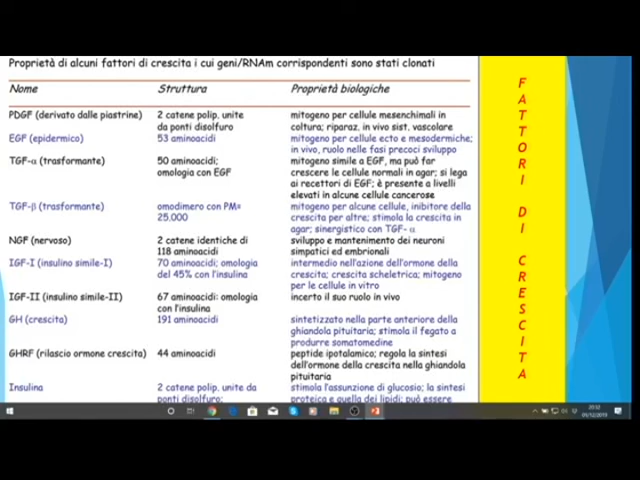 Proprietà di alcuni fattori di crescita i cui geni/RNAm corrispondenti sono stati clonati
Nome Struttura Proprietà biologiche
PDGF (derivato dalle piastrine) 2 catene polip. unite mitogeno per cellule mesenchimali in
da ponti disolfuro coltura; riparaz, in vivo sist, vascolare
EGF (epidermico) 53 aminoacidi mitogeno per cellule ecto e mesodermiche;
in vivo, ruolo nelle fasi precoci sviluppo
TGF-α (trasformante) 50 aminoacidi; mitogeno simile a EGF, ma può far
omologia con EGF crescere le cellule normali in agar; si lega
ai recettori di EGF; è presente a livelli
elevati in alcune cellule cancerose
TGF-β (trasformante) omodimero con PM= mitogeno per alcune cellule, inibitore della
25,000 crescita per altre; stimola la crescita in
agar; sinergistico con TGF- α
NGF (nervoso) 2 catene identiche di sviluppo e mantenimento dei neuroni
118 aminoacidi simpatici ed embrionali
IGF-I (insulino simile-I) 70 aminoacidi; omologa intermedio nell'azione dell'ormone della
del 45% con l'insulina crescita; crescita scheletrica; mitogeno
per le cellule in vitro
IGF-II (insulino simile-II) 67 aminoacidi: omologa incerto il suo ruolo in vivo
con l'insulina
GH (crescita) 191 aminoacidi sintetizzato nella parte anteriore della
ghiandola pituitaria; stimola il fegato a
produrre somatomedine
GHRF (rilascio ormone crescita) 44 aminoacidi peptide ipotalamico; regola la sintesi
dell'ormone della crescita nella ghiandola
pituitaria
Insulina 2 catene polip. unite da stimola l'assunzione di glucosio; la sintesi
ponti disolfuro; proteica e quella dei lipidi; può essere
FATTORI DI CRESCITA
20:52
01/12/2019